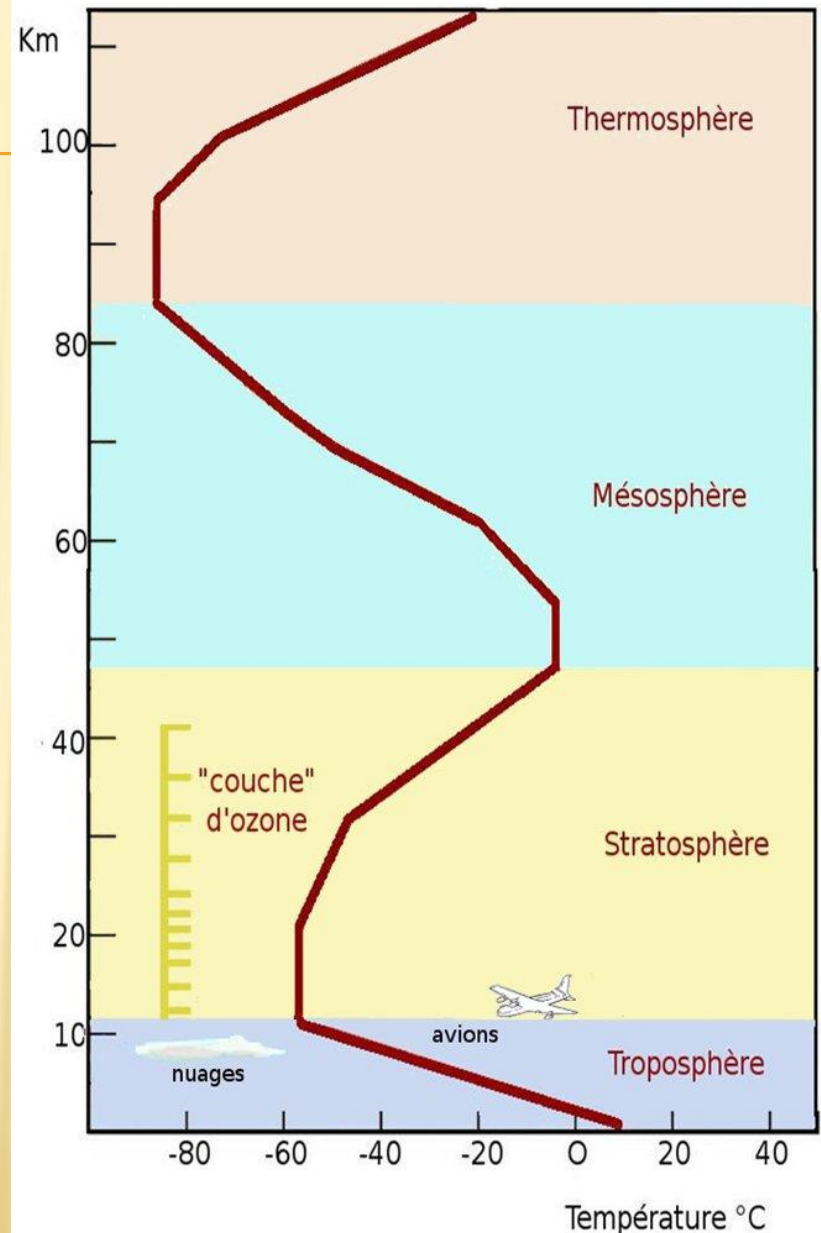 Km
Thermosphère
100
80
Mésosphère
60
40
"couche"
d'ozone
Stratosphère
20
avions
10
nuages
Troposphère
-80 -60 -40 -20 O 20 40
Température °C